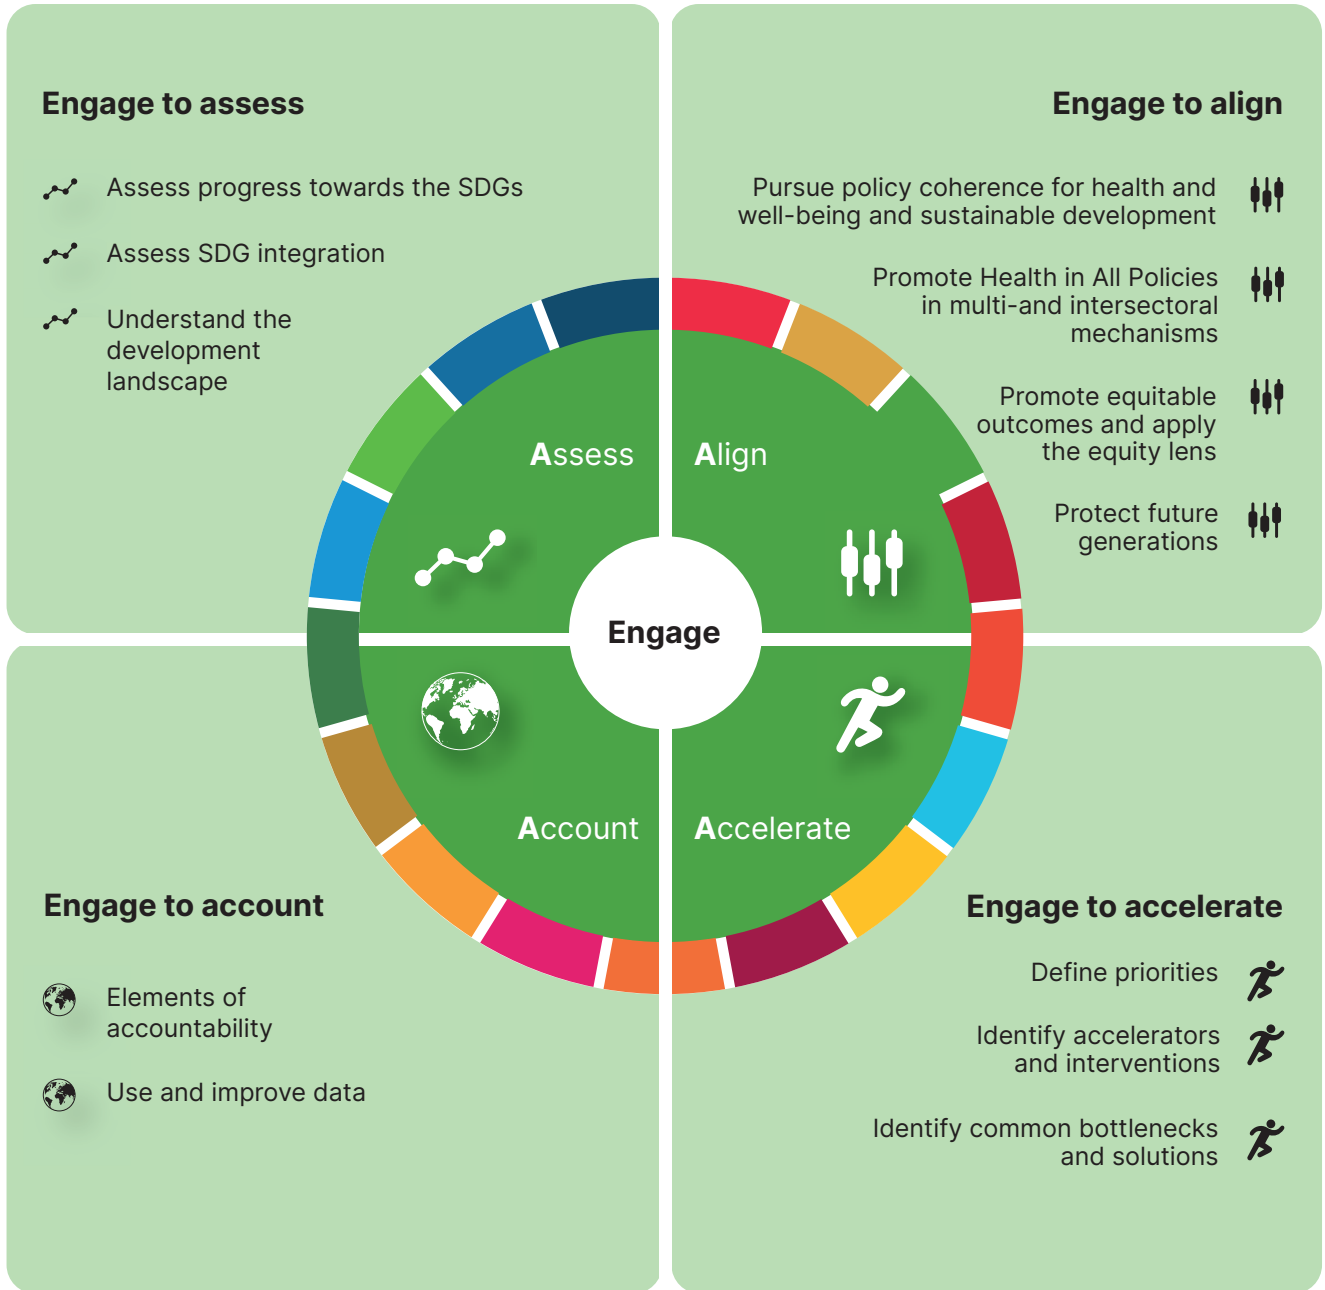 Engage to assess
Assess progress towards the SDGs
Assess SDG integration
Understand the
development
landscape
Engage to align
Pursue policy coherence for health and
well-being and sustainable development
Promote Health in All Policies
in multi-and intersectoral
mechanisms
Promote equitable
outcomes and apply
the equity lens
Protect future
generations
Assess
Align
Engage
Account
Accelerate
Engage to account
Elements of
accountability
Use and improve data
Engage to accelerate
Define priorities
Identify accelerators
and interventions
Identify common bottlenecks
and solutions